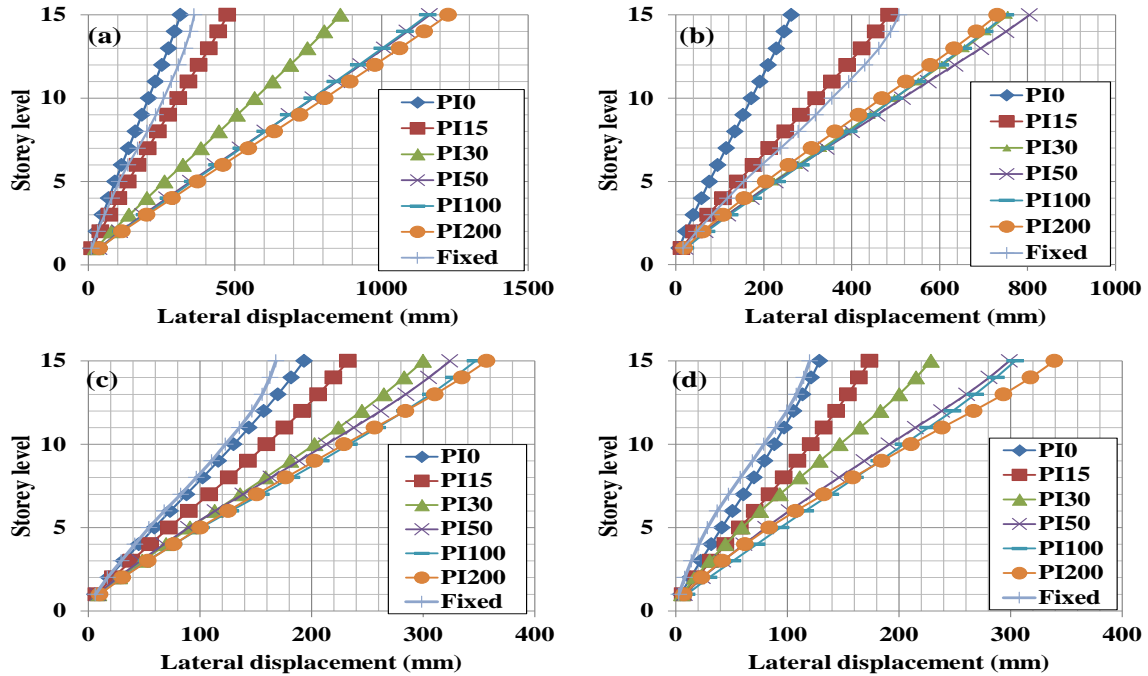 (a)
Storey level
15
10
5
0
0 500 1000 1500
Lateral displacement (mm)
PI0
PI15
PI30
PI50
PI100
PI200
Fixed
(b)
Storey level
15
10
5
0
0 200 400 600 800 1000
Lateral displacement (mm)
PI0
PI15
PI30
PI50
PI100
PI200
Fixed
(c)
Storey level
15
10
5
0
0 100 200 300 400
Lateral displacement (mm)
PI0
PI15
PI30
PI50
PI100
PI200
Fixed
(d)
Storey level
15
10
5
0
0 100 200 300 400
Lateral displacement (mm)
PI0
PI15
PI30
PI50
PI100
PI200
Fixed